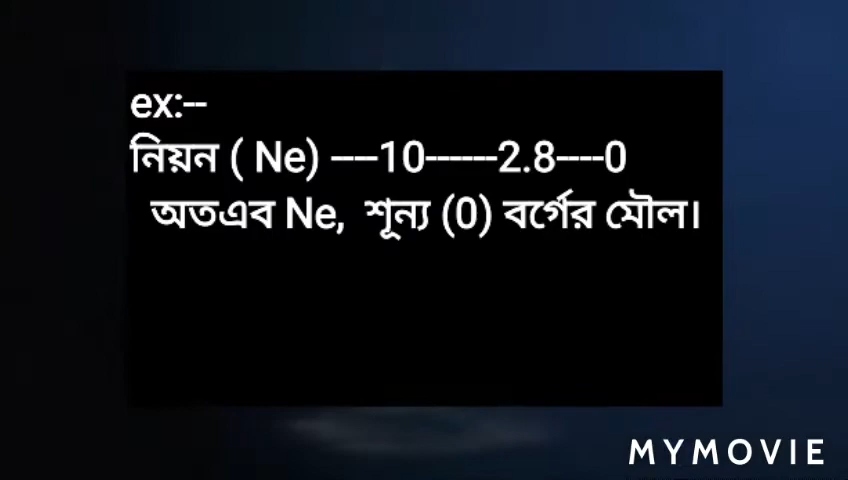 ex:--
নিয়ন ( Ne) ----10------2.8----0
অতএব Ne, শূন্য (0) বর্গের মৌল।
MYMOVIE